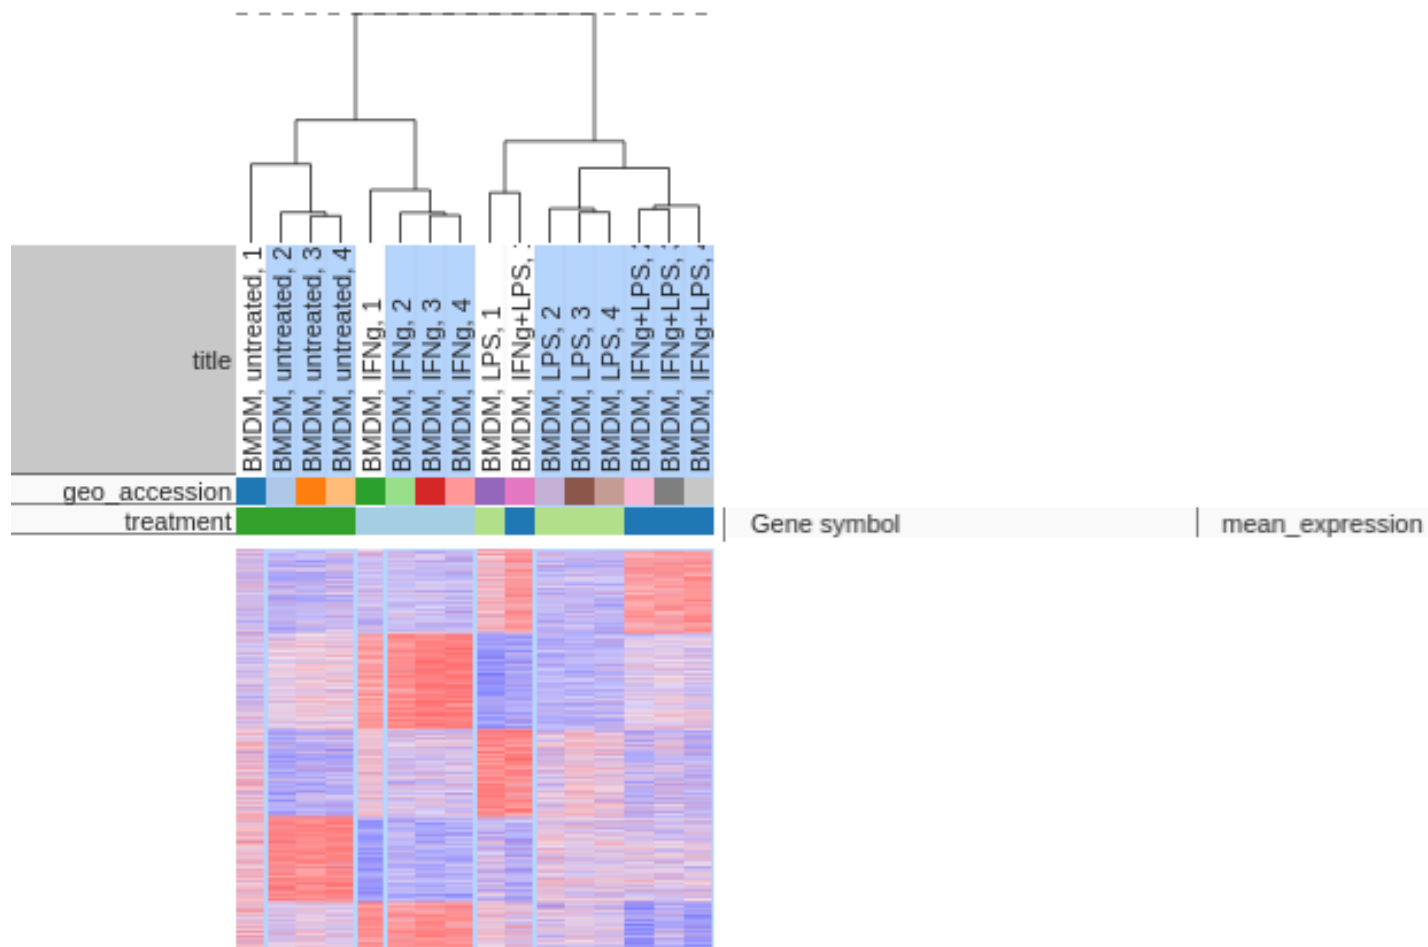 BMDM, untreated, 1
BMDM, untreated, 2
BMDM, untreated, 3
BMDM, untreated, 4
BMDM, IFNg, 1
BMDM, IFNg, 2
BMDM, IFNg, 3
BMDM, IFNg, 4
BMDM, LPS, 1
BMDM, IFNg+LPS,
BMDM, LPS, 2
BMDM, LPS, 3
BMDM, LPS, 4
BMDM, IFNg+LPS,
BMDM, IFNg+LPS,
BMDM, IFNg+LPS,
title
geo_accession
treatment
Gene symbol
mean_expression